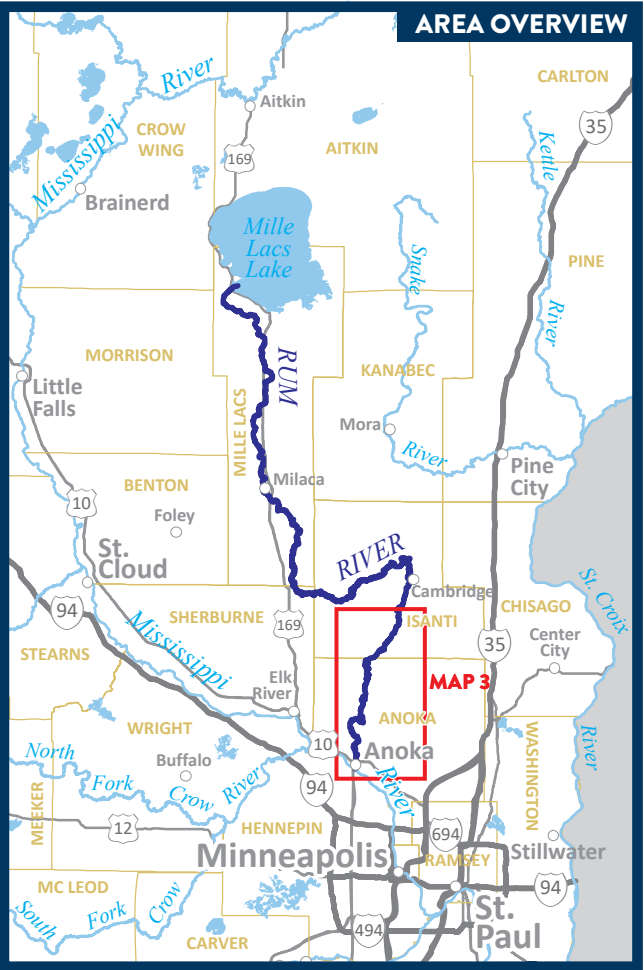 AREA OVERVIEW
CARLTON
River
Aitkin
35
CROW
WING
AITKIN
Kettle
169
Mississippi
Brainerd
Mille
Lacs
Lake
Snake
PINE
River
MORRISON
RUM
KANABEC
Little
Falls
MILLE LACS
Mora
River
Pine
City
Milaca
BENTON
10
Foley
St.
Cloud
RIVER
St. Croix
Cambridge
94
SHERBURNE
169
ISANTI
CHISAGO
Mississippi
35
Center
City
STEARNS
Elk
River
MAP 3
WRIGHT
ANOKA
10
Anoka
WASHINGTON
River
North
Fork
Crow
River
Buffalo
94
River
MEEKER
12
HENNEPIN
694
Minneapolis
RAMSEY
Stillwater
MC LEOD
94
South
Fork
Crow
St.
Paul
494
CARVER